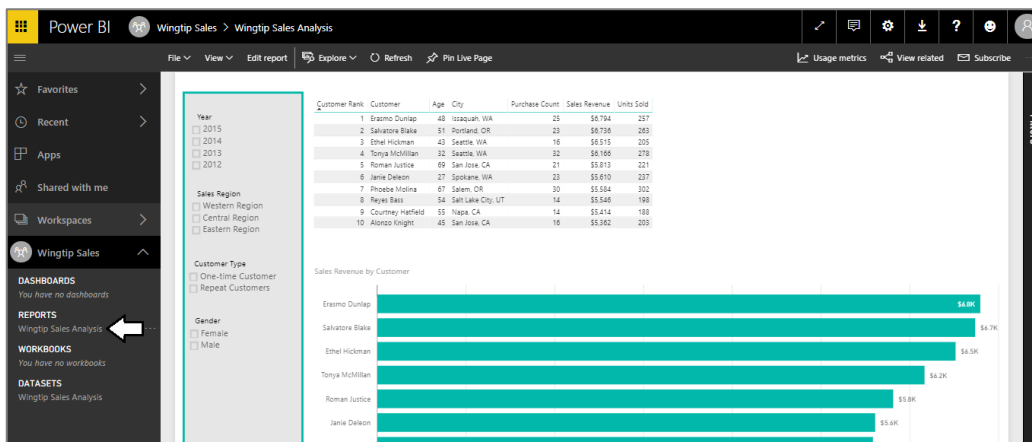 Power BI Wingtip Sales > Wingtip Sales Analysis ?
File View Edit report Explore Refresh Pin Live Page Usage metrics View related Subscribe
Favorites
Recent
Apps
Shared with me
Workspaces
Wingtip Sales
DASHBOARDS
You have no dashboards
REPORTS
Wingtip Sales Analysis ...
WORKBOOKS
You have no workbooks
DATASETS
Wingtip Sales Analysis
Year
2015
2014
2013
2012
Sales Region
Western Region
Central Region
Eastern Region
Customer Type
One-time Customer
Repeat Customers
Gender
Female
Male
Customer Rank Customer Age City Purchase Count Sales Revenue Units Sold
1 Erasmo Dunlap 48 Issaquah, WA 25 $6,794 257
2 Salvatore Blake 51 Portland, OR 23 $6,736 263
3 Ethel Hickman 43 Seattle, WA 16 $6,515 205
4 Tonya McMillan 32 Seattle, WA 32 $6,166 278
5 Roman Justice 69 San Jose, CA 21 $5,813 221
6 Janie Deleon 27 Spokane, WA 23 $5,610 237
7 Phoebe Molina 67 Salem, OR 30 $5,584 302
8 Reyes Bass 54 Salt Lake City, UT 14 $5,546 198
9 Courtney Hatfield 55 Napa, CA 14 $5,414 188
10 Alonzo Knight 45 San Jose, CA 16 $5,362 203
Sales Revenue by Customer
Erasmo Dunlap $6.8K
Salvatore Blake $6.7K
Ethel Hickman $6.5K
Tonya McMillan $6.2K
Roman Justice $5.8K
Janie Deleon $5.6K